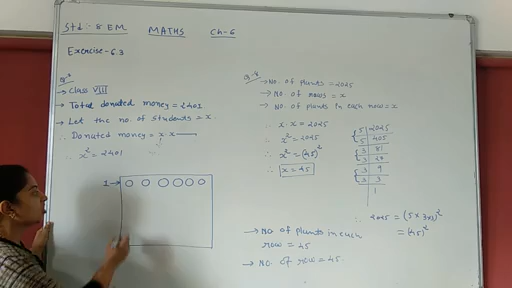 Std:- 8 EM MATHS Ch-6
Exercise-6.3
→ Class VIII
→ Total donated money = 2401
→ Let the no. of students = x
∴ Donated money = x · x
∴ x² = 2401
1→
→ No. of plants = 2025
→ No. of rows = x
→ No. of plants in each row = x
∴ x · x = 2025
∴ x² = 2025
∴ x² = (45)²
∴ x = 45
5 2025
5 405
3 81
3 27
3 9
3 3
1
∴ 2025 = (5 × 3×3)²
= (45)²
→ No. of plants in each
row = 45
→ No. of row = 45.